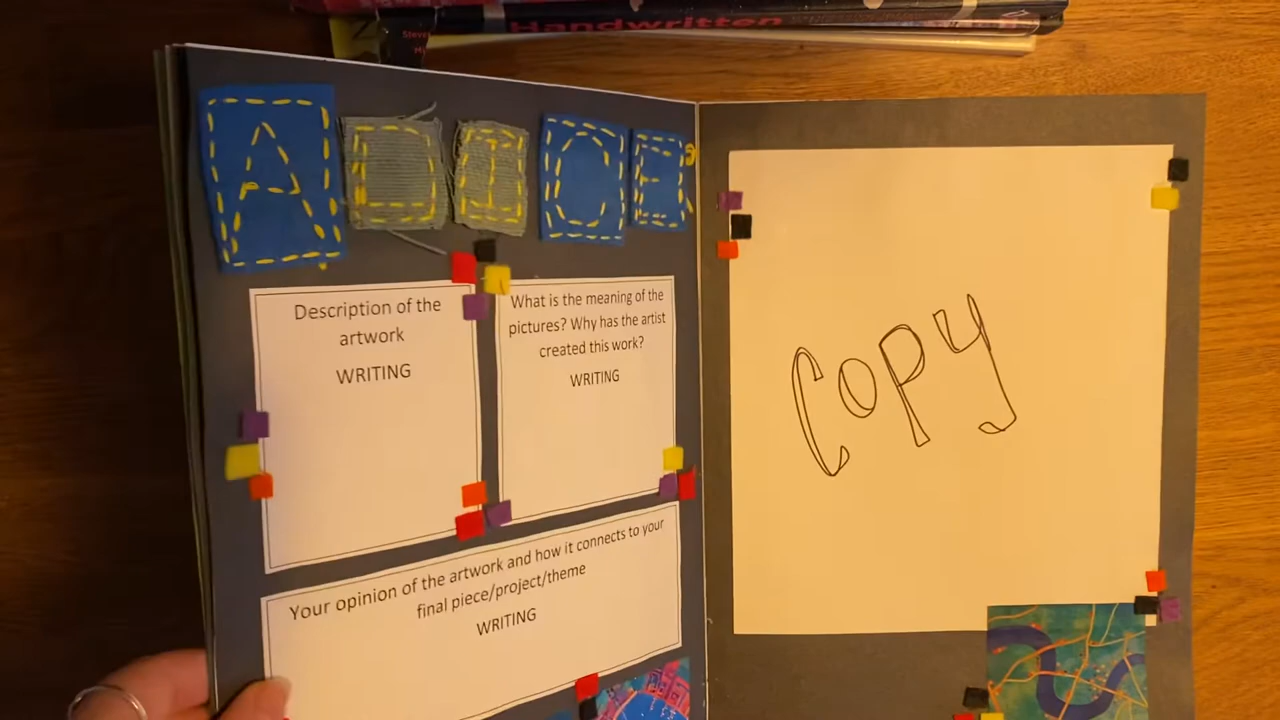 Handwritten
Steve
ALICE
Description of the
artwork
WRITING
What is the meaning of the
pictures? Why has the artist
created this work?
WRITING
Your opinion of the artwork and how it connects to your
final piece/project/theme
WRITING
Copy